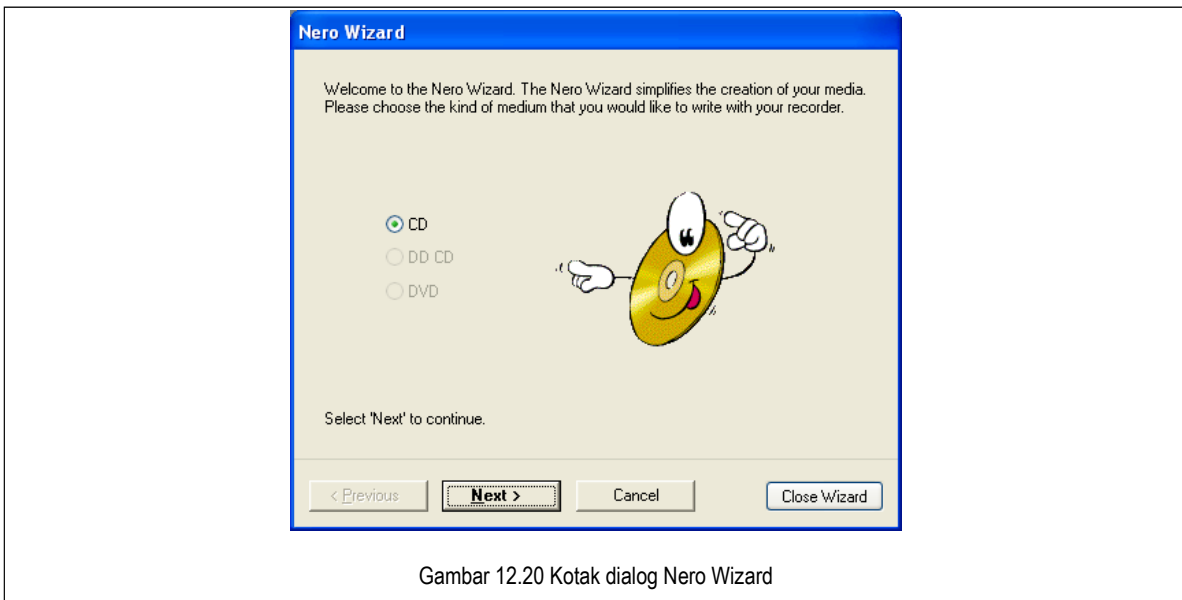 Nero Wizard
Welcome to the Nero Wizard. The Nero Wizard simplifies the creation of your media.
Please choose the kind of medium that you would like to write with your recorder.
CD
DD CD
DVD
Select 'Next' to continue.
< Previous
Next >
Cancel
Close Wizard
Gambar 12.20 Kotak dialog Nero Wizard